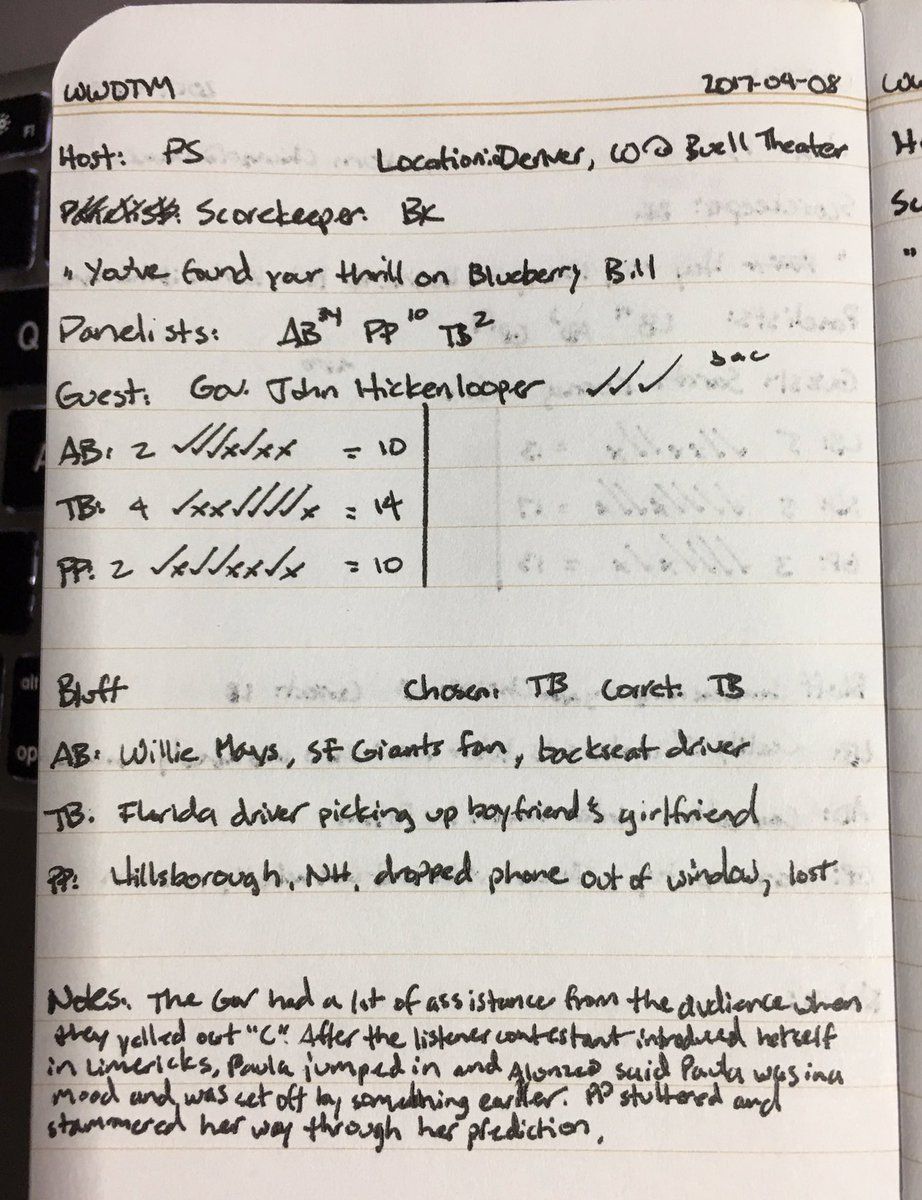 WWDTM 2017-04-08
Host: PS Location: Denver, CO @ Buell Theater
Scorekeeper: BK
"You've found your thrill on Blueberry Bill.
Panelists: AB PP 10 TB 2
Guest: Gov. John Hickenlooper ✓✓✓ bac
AB: 2 ✓✓✓x✓xx = 10
TB: 4 ✓xx✓✓✓✓x = 14
PP: 2 ✓x✓✓xx✓x = 10
Bluff Chosen: TB Corret: TB
AB: Willie Mays, SF Giants fan, backseat driver
TB: Florida driver picking up boyfriend's girlfriend
PP: Hillsborough, NH, dropped phone out of window, lost
Notes. The Gov had a lot of assistance from the audience when
they yelled out "C". After the listener contestant introduced herself
in Limericks, Paula jumped in and Alonzo said Paula was in a
mood and was set off by something earlier. PP stuttered and
stammered her way through her prediction.
F1
Q
A
alt
op
H
Sc
"